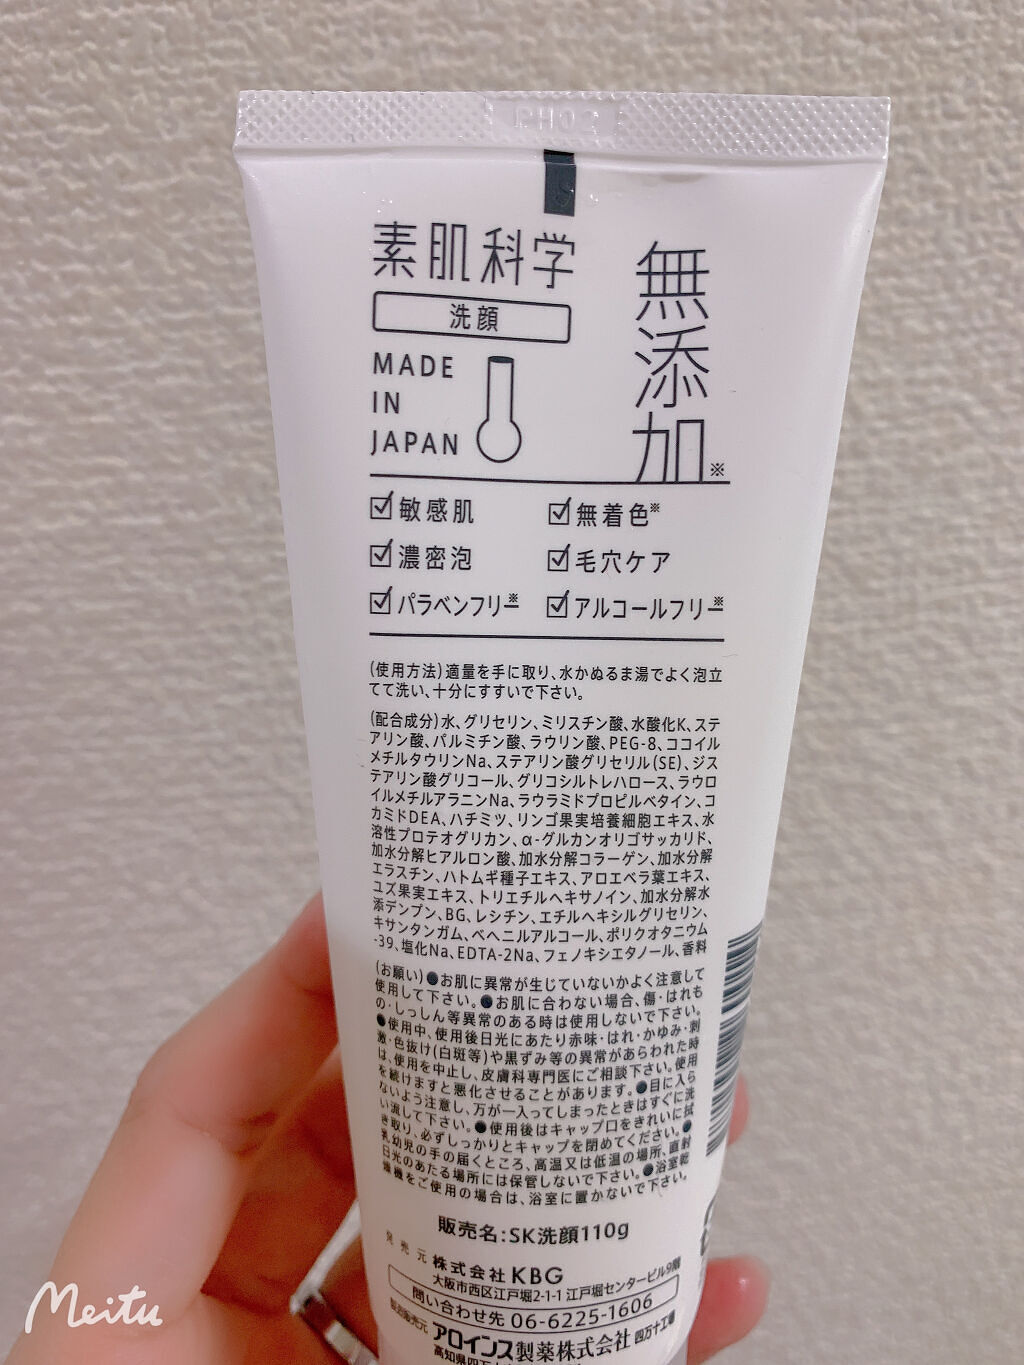 PH02
S
素肌科学
洗顔
MADE
IN
JAPAN
無添加※
☑敏感肌 ☑無着色※
☑濃密泡 ☑毛穴ケア
☑パラベンフリー※ ☑アルコールフリー※
(使用方法)適量を手に取り、水かぬるま湯でよく泡立
てて洗い、十分にすすいで下さい。
(配合成分)水、グリセリン、ミリスチン酸、水酸化K、ステ
アリン酸、パルミチン酸、ラウリン酸、PEG-8、ココイル
メチルタウリンNa、ステアリン酸グリセリル(SE)、ジス
テアリン酸グリコール、グリコシルトレハロース、ラウロ
イルメチルアラニンNa、ラウラミドプロピルベタイン、コ
カミドDEA、ハチミツ、リンゴ果実培養細胞エキス、水
溶性プロテオグリカン、α-グルカンオリゴサッカリド、
加水分解ヒアルロン酸、加水分解コラーゲン、加水分解
エラスチン、ハトムギ種子エキス、アロエベラ葉エキス、
ユズ果実エキス、トリエチルヘキサノイン、加水分解水
添デンプン、BG、レシチン、エチルヘキシルグリセリン、
キサンタンガム、ベヘニルアルコール、ポリクオタニウム
-39、塩化Na、EDTA-2Na、フェノキシエタノール、香料
(お願い)●お肌に異常が生じていないかよく注意して
使用して下さい。●お肌に合わない場合、傷・はれも
の・しっしん等異常のある時は使用しないで下さい。
●使用中、使用後日光にあたり赤味・はれ・かゆみ・刺
激・色抜け(白斑等)や黒ずみ等の異常があらわれた時
は、使用を中止し、皮膚科専門医にご相談下さい。使用
を続けますと悪化させることがあります。●目に入ら
ないよう注意し、万が一入ってしまったときはすぐに洗
い流して下さい。●使用後はキャップ口をきれいに拭
き取り、必ずしっかりとキャップを閉めてください。●
乳幼児の手の届くところ、高温又は低温の場所、直射
日光のあたる場所には保管しないで下さい。●浴室乾
燥機をご使用の場合は、浴室に置かないで下さい。
販売名:SK洗顔110g
発売元 株式会社KBG
大阪市西区江戸堀2-1-1 江戸堀センタービル9階
問い合わせ先 06-6225-1606
製造販売元 アロインス製薬株式会社 四万十工場
高知県四万十
Meitu